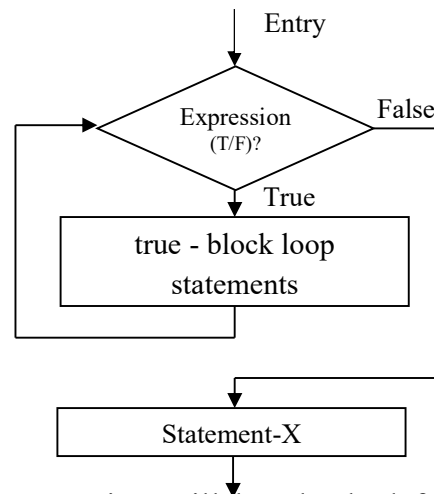 Entry
Expression
(T/F)?
False
True
true - block loop
statements
Statement-X